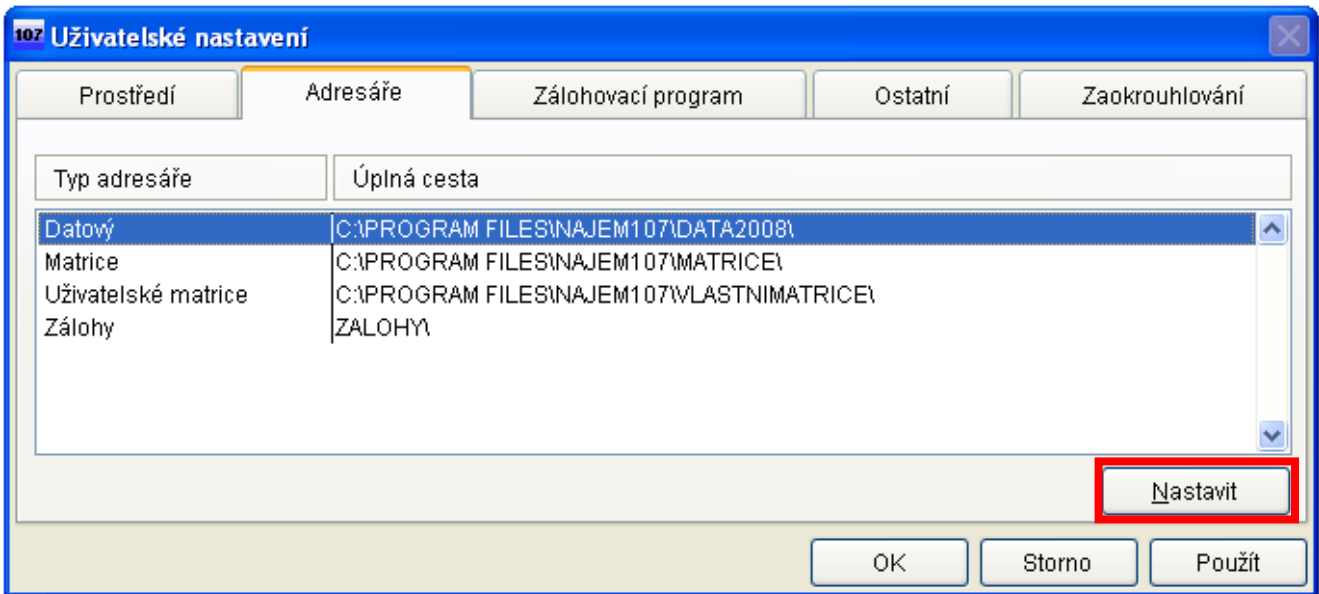 107 Uživatelské nastavení
Prostředí Adresáře Zálohovací program Ostatní Zaokrouhlování
Typ adresáře Úplná cesta
Datový C:\PROGRAM FILES\NAJEM107\DATA2008\
Matrice C:\PROGRAM FILES\NAJEM107\MATRICE\
Uživatelské matrice C:\PROGRAM FILES\NAJEM107\VLASTNIMATRICE\
Zálohy ZALOHY\
Nastavit
OK Storno Použít